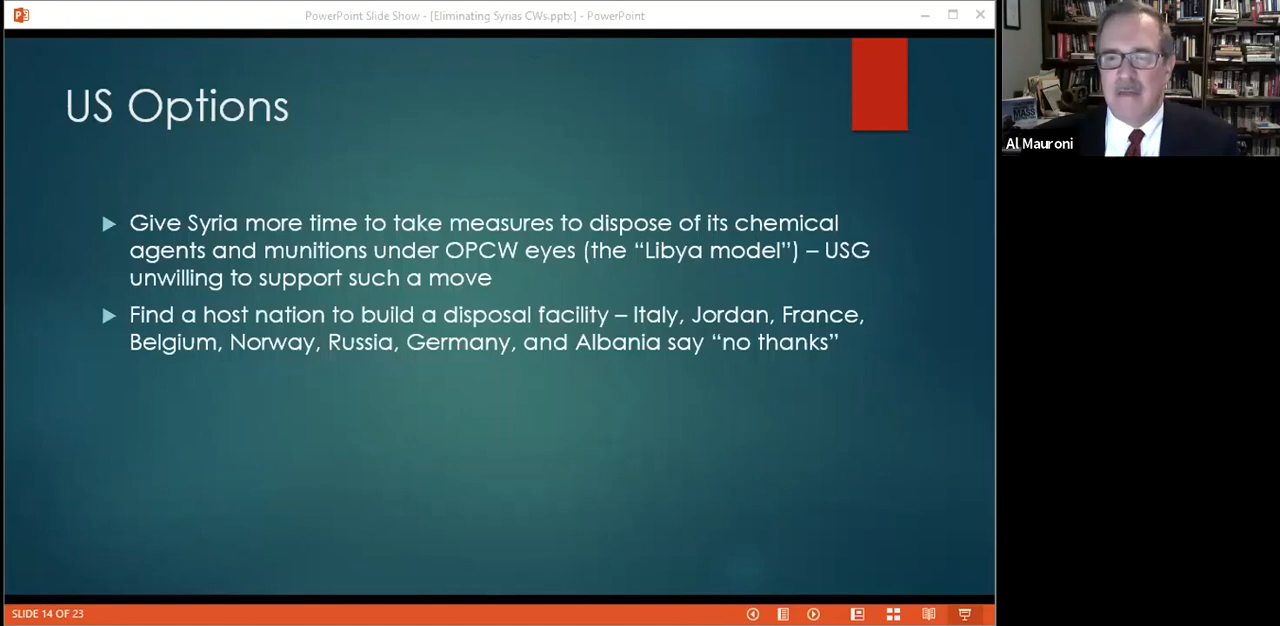 PowerPoint Slide Show - [Eliminating Syrias CWs.pptx] - PowerPoint
US Options
Give Syria more time to take measures to dispose of its chemical
agents and munitions under OPCW eyes (the “Libya model”) – USG
unwilling to support such a move
Find a host nation to build a disposal facility – Italy, Jordan, France,
Belgium, Norway, Russia, Germany, and Albania say “no thanks”
SLIDE 14 OF 23
MASS
Al Mauroni